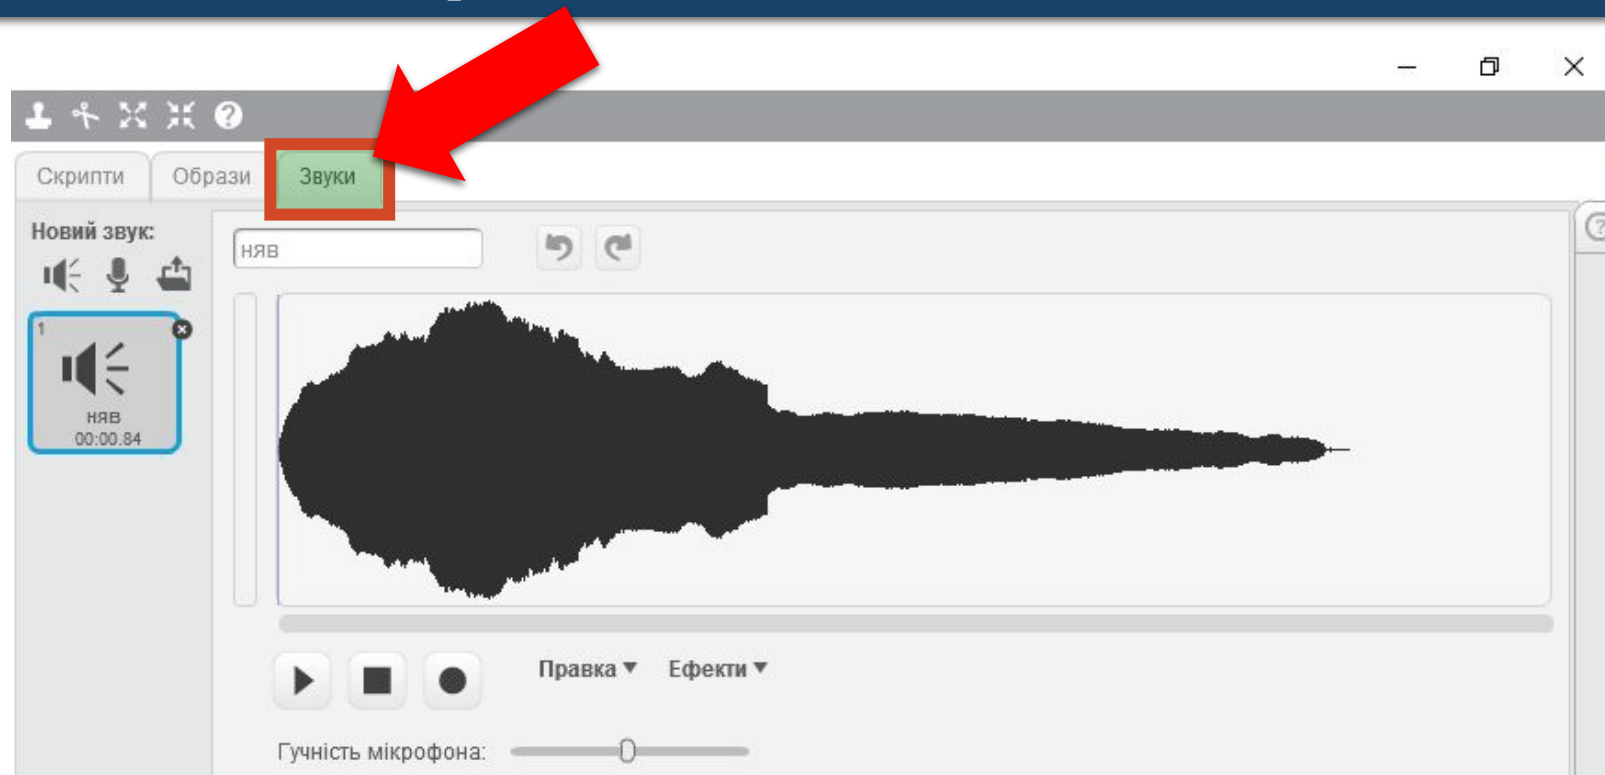 Скрипти
Образи
Звуки
Новий звук:
няв
1
няв
00:00.84
Правка
Ефекти
Гучність мікрофона: